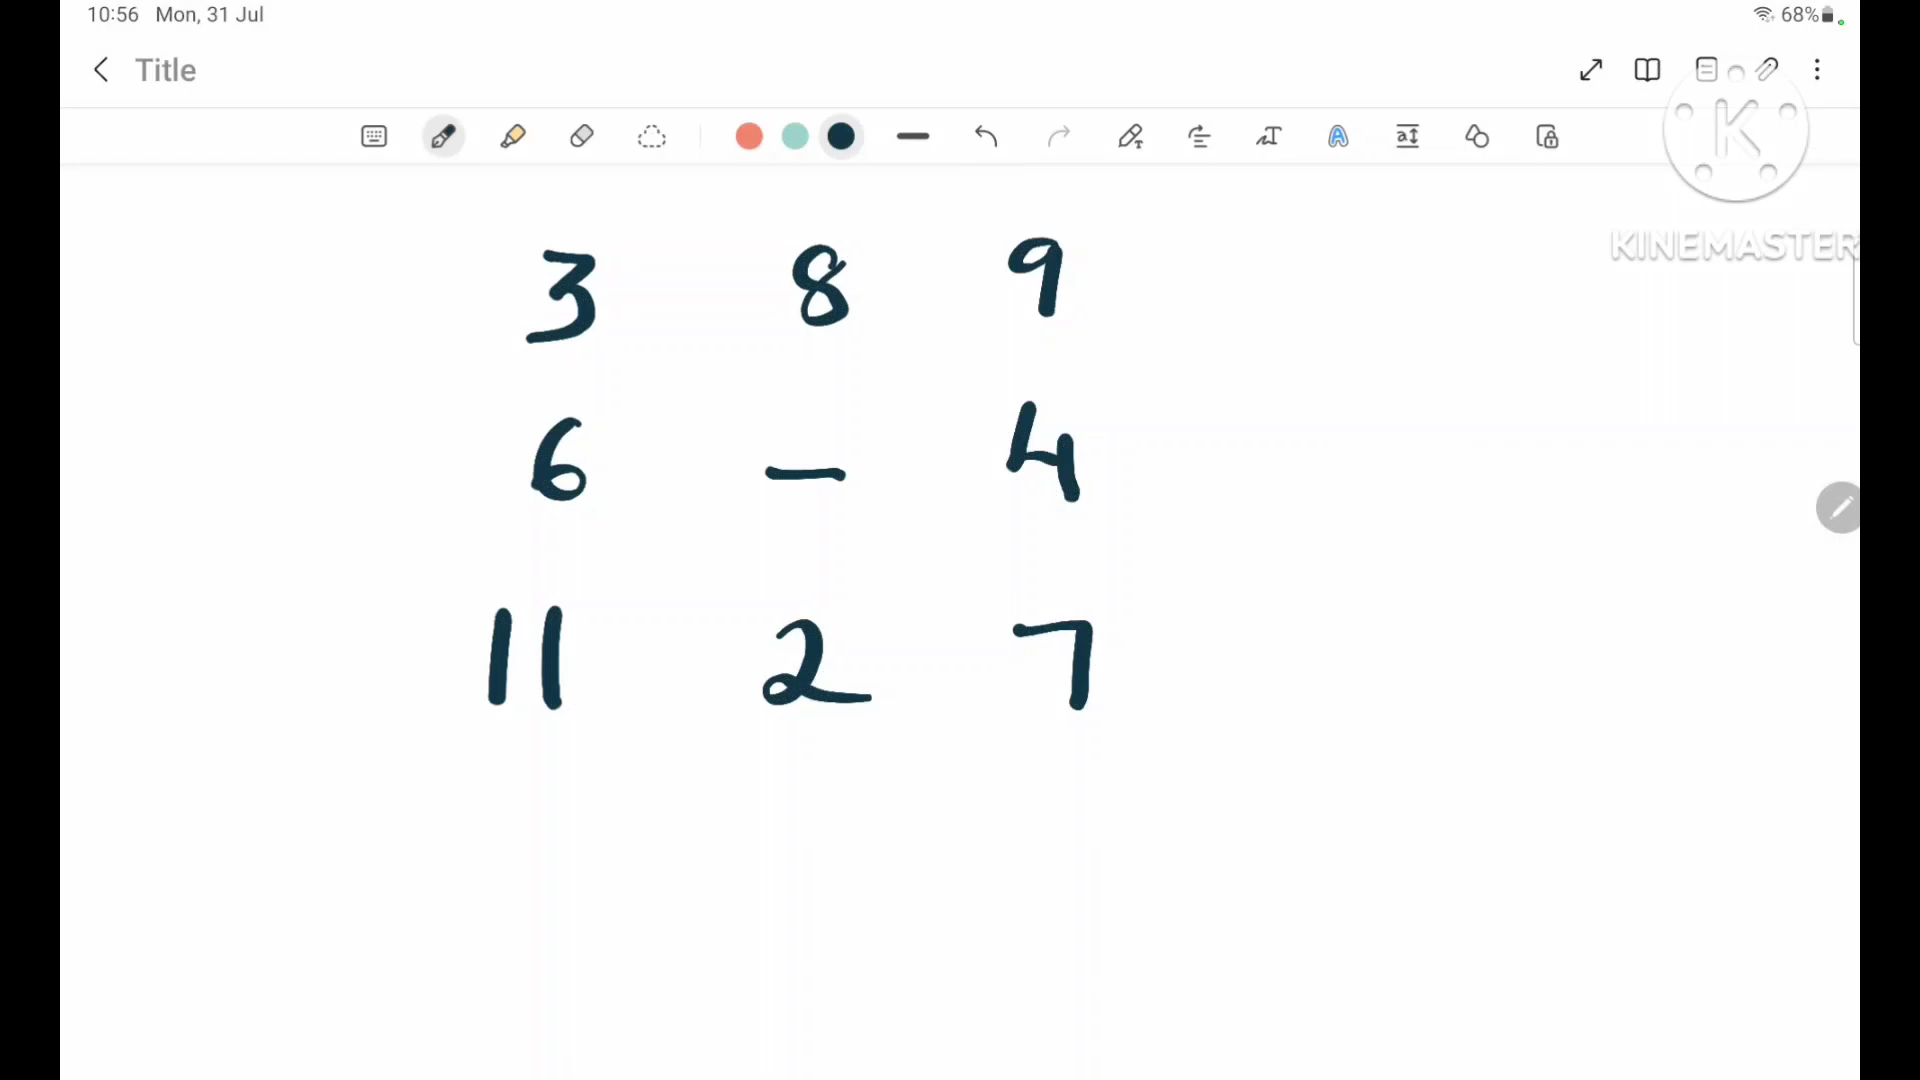 10:56 Mon, 31 Jul 68%
Title
K
KINEMASTER
3 8 9
6 – 4
11 2 7